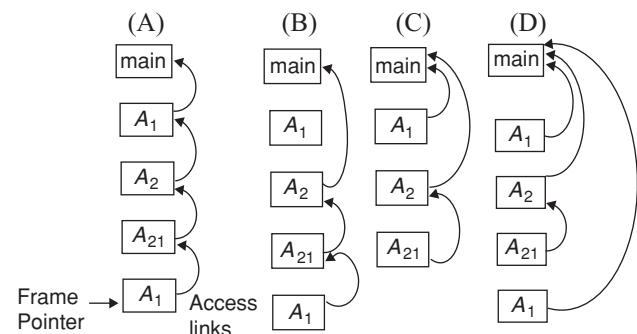 (A) (B) (C) (D)
main main main main
A₁ A₁ A₁ A₁
A₂ A₂ A₂ A₂
A₂₁ A₂₁ A₂₁ A₂₁
Frame Pointer A₁ Access links A₁ A₁